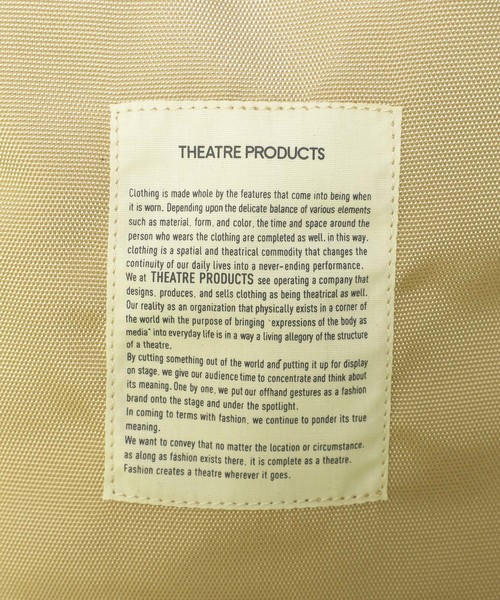 THEATRE PRODUCTS
Clothing is made whole by the features that come into being when
it is worn. Depending upon the delicate balance of various elements
such as material, form, and color, the time and space around the
person who wears the clothing are completed as well. in this way,
clothing is a spatial and theatrical commodity that changes the
continuity of our daily lives into a never-ending performance.
We at THEATRE PRODUCTS see operating a company that
designs, produces, and sells clothing as being theatrical as well.
Our reality as an organization that physically exists in a corner of
the world wih the purpose of bringing "expressions of the body as
media" into everyday life is in a way a living allegory of the structure
of a theatre.
By cutting something out of the world and putting it up for display
on stage, we give our audience time to concentrate and think about
its meaning. One by one, we put our offhand gestures as a fashion
brand onto the stage and under the spotlight.
In coming to terms with fashion, we continue to ponder its true
meaning.
We want to convey that no matter the location or circumstance,
as along as fashion exists there, it is complete as a theatre.
Fashion creates a theatre wherever it goes.